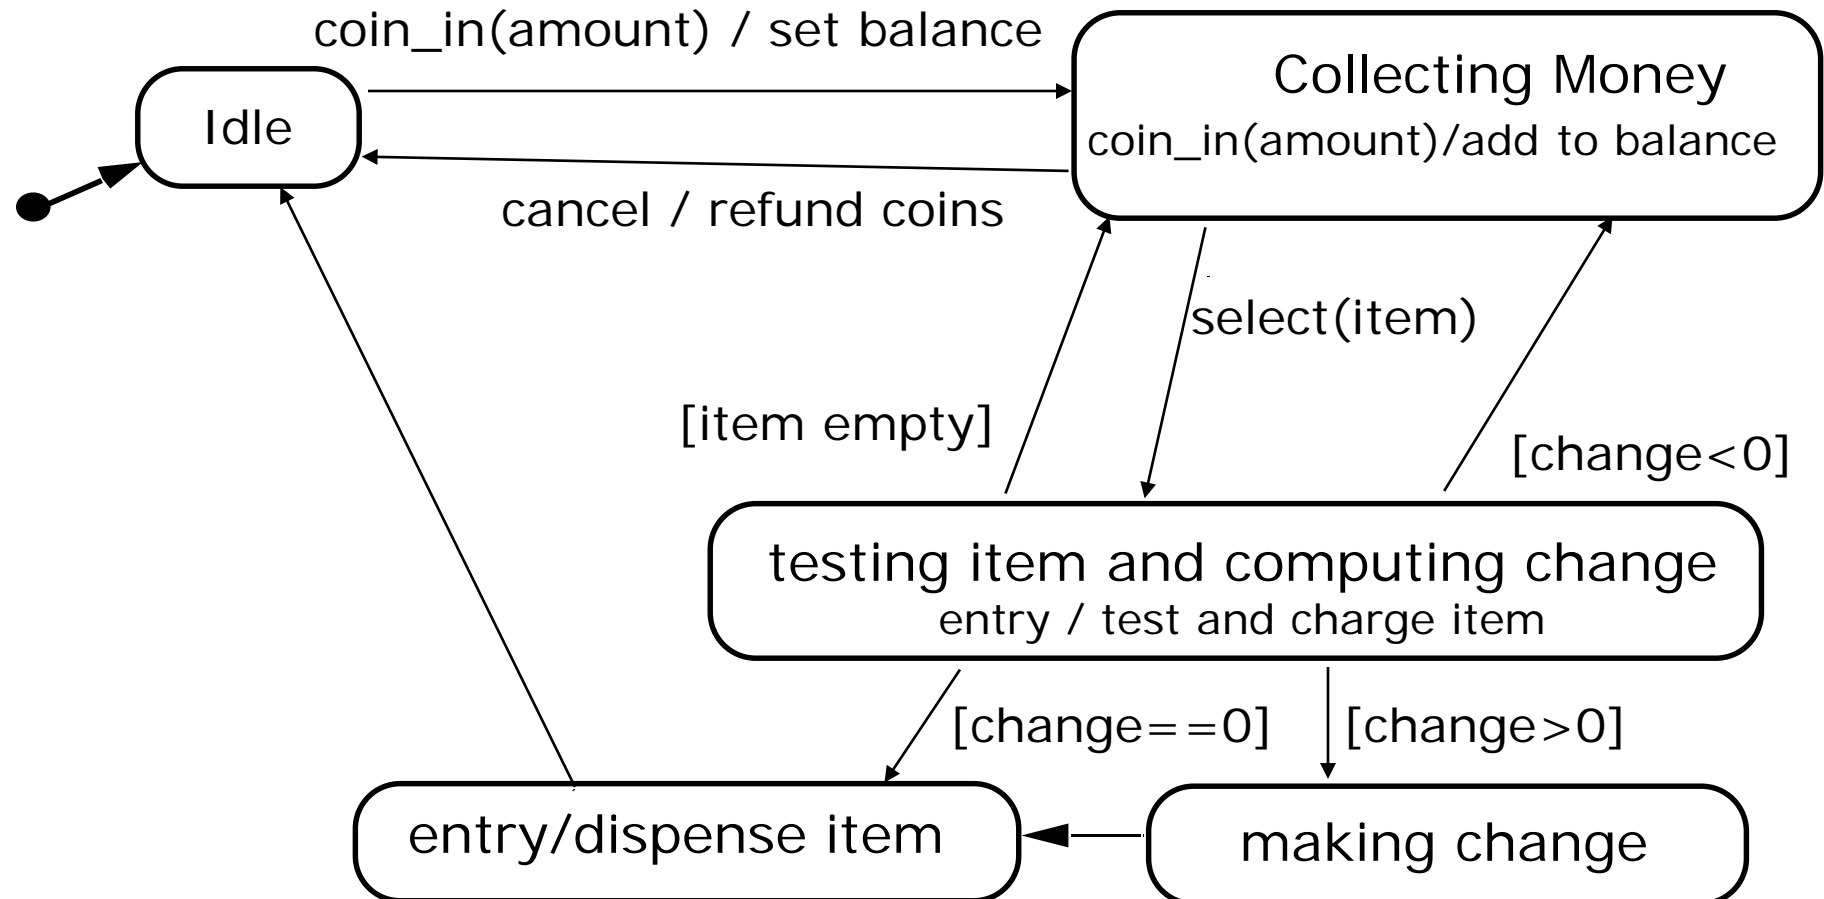 coin_in(amount) / set balance
Idle
Collecting Money
coin_in(amount)/add to balance
cancel / refund coins
select(item)
[item empty]
[change<0]
testing item and computing change
entry / test and charge item
[change==0]
[change>0]
entry/dispense item
making change